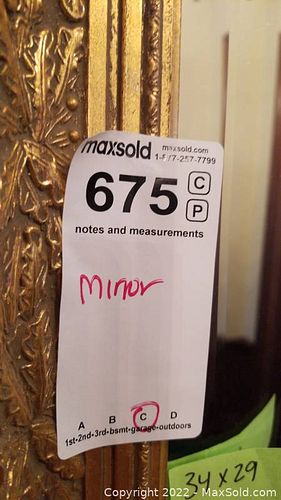 maxsold maxsold.com
1-877-257-7799
675 C
P
notes and measurements
Minor
A B C D
1st-2nd-3rd-bsmt-garage-outdoors
34 x 29
Copyright 2022 - MaxSold.com